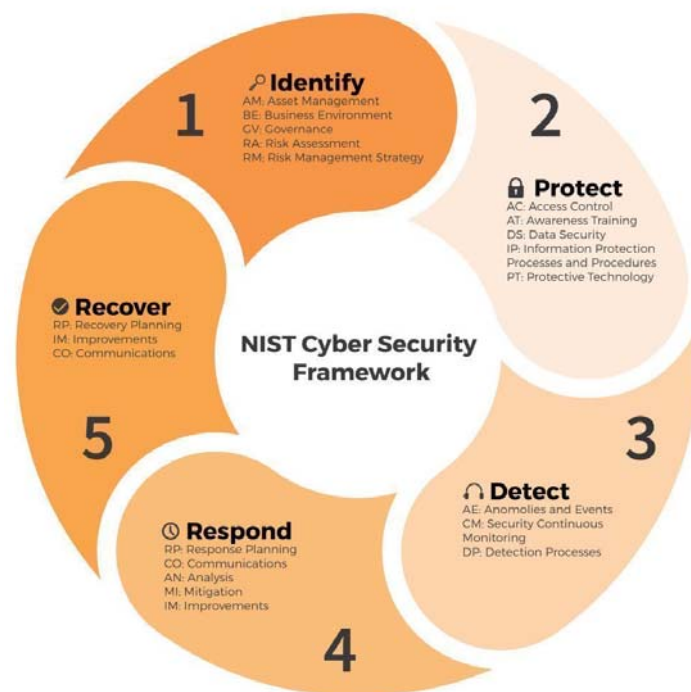 1
Identify
AM: Asset Management
BE: Business Environment
GV: Governance
RA: Risk Assessment
RM: Risk Management Strategy
2
Protect
AC: Access Control
AT: Awareness Training
DS: Data Security
IP: Information Protection
Processes and Procedures
PT: Protective Technology
3
Detect
AE: Anomolies and Events
CM: Security Continuous
Monitoring
DP: Detection Processes
Respond
RP: Response Planning
CO: Communications
AN: Analysis
MI: Mitigation
IM: Improvements
4
Recover
RP: Recovery Planning
IM: Improvements
CO: Communications
5
NIST Cyber Security
Framework